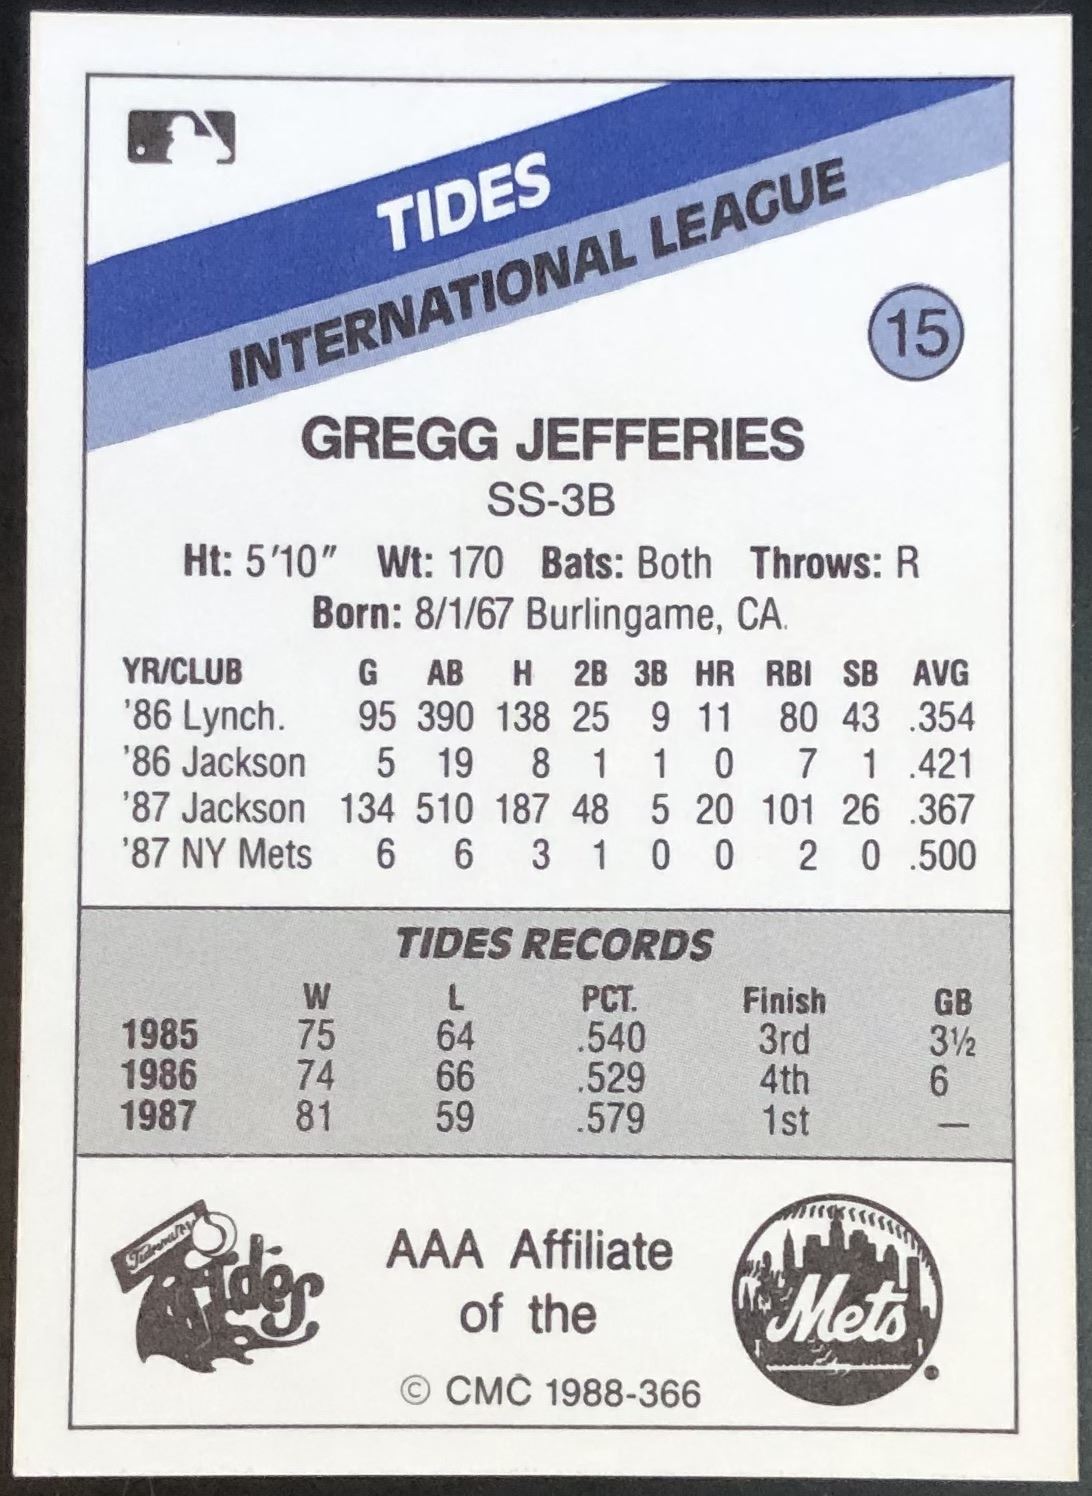 TIDES
INTERNATIONAL LEAGUE
15
GREGG JEFFERIES
SS-3B
Ht: 5'10" Wt: 170 Bats: Both Throws: R
Born: 8/1/67 Burlingame, CA.
YR/CLUB G AB H 2B 3B HR RBI SB AVG
'86 Lynch. 95 390 138 25 9 11 80 43 .354
'86 Jackson 5 19 8 1 1 0 7 1 .421
'87 Jackson 134 510 187 48 5 20 101 26 .367
'87 NY Mets 6 6 3 1 0 0 2 0 .500
TIDES RECORDS
W L PCT. Finish GB
1985 75 64 .540 3rd 3½
1986 74 66 .529 4th 6
1987 81 59 .579 1st —
Tidewater
Tides
AAA Affiliate
of the
Mets
© CMC 1988-366